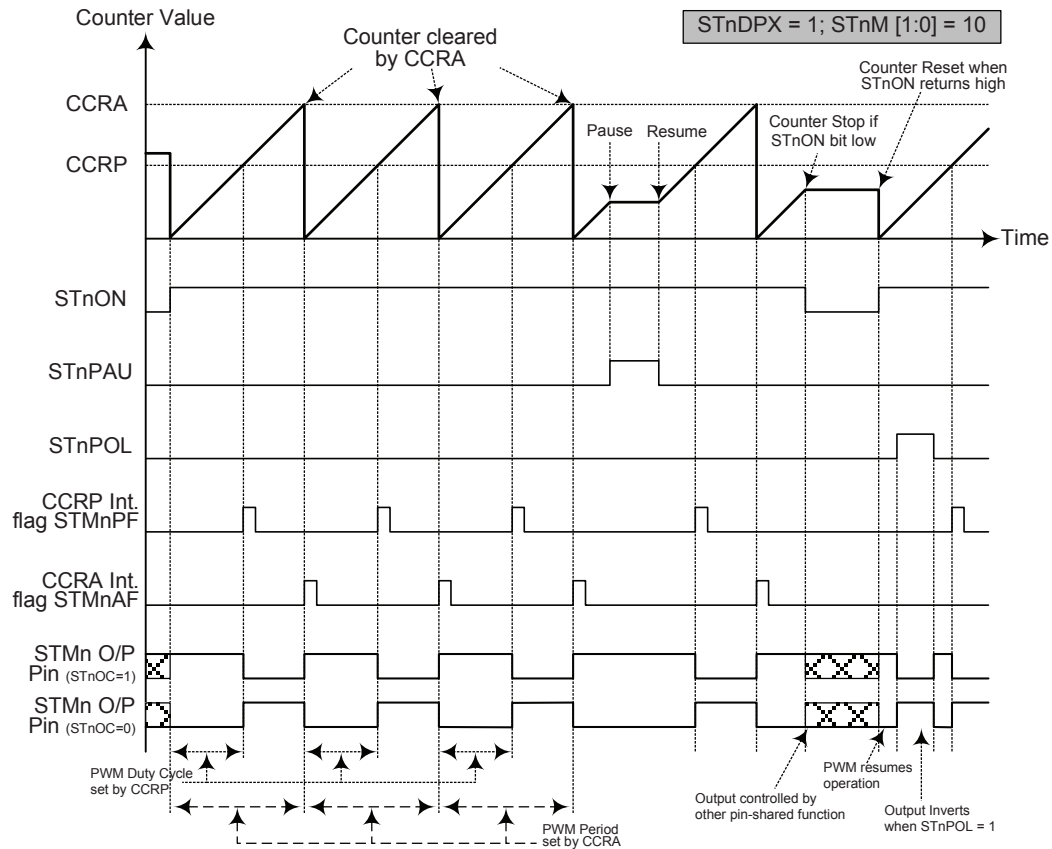 Counter Value
STnDPX = 1; STnM [1:0] = 10
Counter cleared
by CCRA
Counter Reset when
STnON returns high
CCRA
Pause
Resume
Counter Stop if
STnON bit low
CCRP
Time
STnON
STnPAU
STnPOL
CCRP Int.
flag STMnPF
CCRA Int.
flag STMnAF
STMn O/P
Pin (STnOC=1)
STMn O/P
Pin (STnOC=0)
PWM Duty Cycle
set by CCRP
PWM resumes
operation
Output controlled by
other pin-shared function
Output Inverts
when STnPOL = 1
PWM Period
set by CCRA